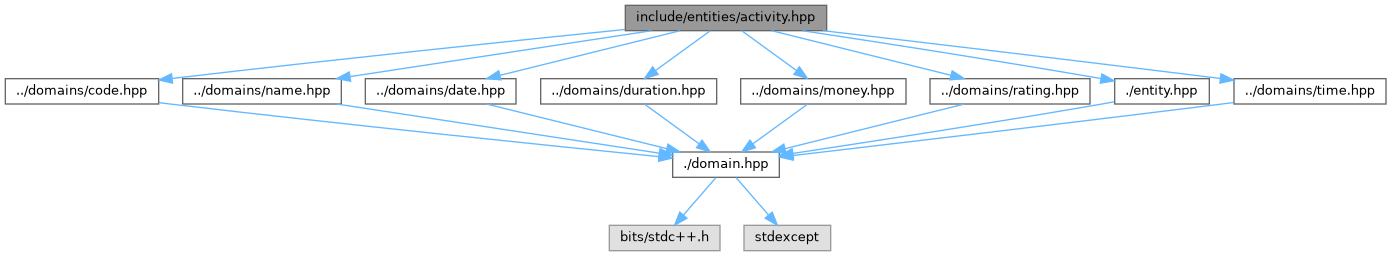 include/entities/activity.hpp
../domains/code.hpp
../domains/name.hpp
../domains/date.hpp
../domains/duration.hpp
../domains/money.hpp
../domains/rating.hpp
./entity.hpp
../domains/time.hpp
./domain.hpp
bits/stdc++.h
stdexcept